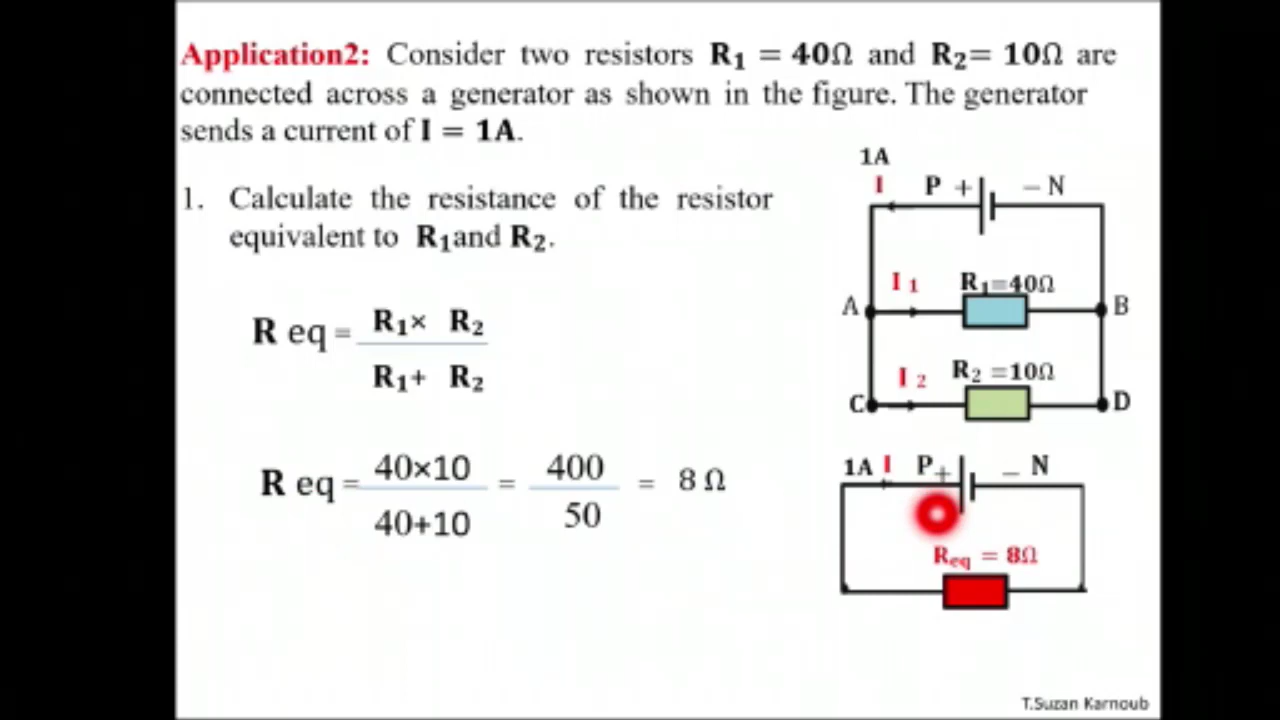 Application2: Consider two resistors R₁ = 40Ω and R₂= 10Ω are
connected across a generator as shown in the figure. The generator
sends a current of I = 1A.
1. Calculate the resistance of the resistor
equivalent to R₁and R₂.
R eq = R₁× R₂
R₁+ R₂
R eq = 40×10 = 400 = 8 Ω
40+10 50
1A
I P + − N
I 1 R₁=40Ω
A B
I 2 R₂ =10Ω
C D
1A I P + − N
Req = 8Ω
T.Suzan Karnoub